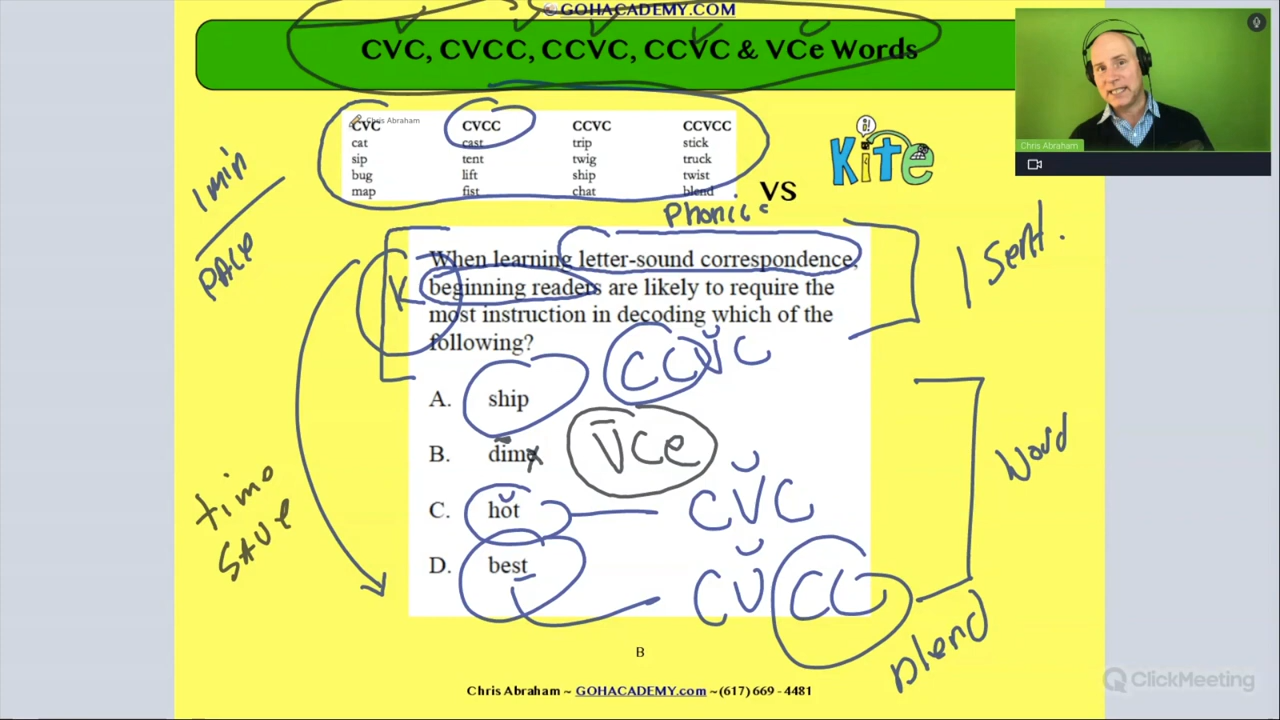 © GOHACADEMY.COM
CVC, CVCC, CCVC, CCVC & VCe Words
Chris Abraham
CVC CVCC CCVC CCVCC
cat cast trip stick
sip tent twig truck
bug lift ship twist
map fist chat blend
Kite
VS
Chris Abraham
1 min
PACE
Phonics
When learning letter-sound correspondence,
beginning readers are likely to require the
most instruction in decoding which of the
following?
K
1 Sent.
A. ship CCVC
B. dime VCe
C. hot CVC
D. best CVCC
Word
time
SAVE
blend
B
Chris Abraham ~ GOHACADEMY.com ~(617) 669 - 4481
ClickMeeting